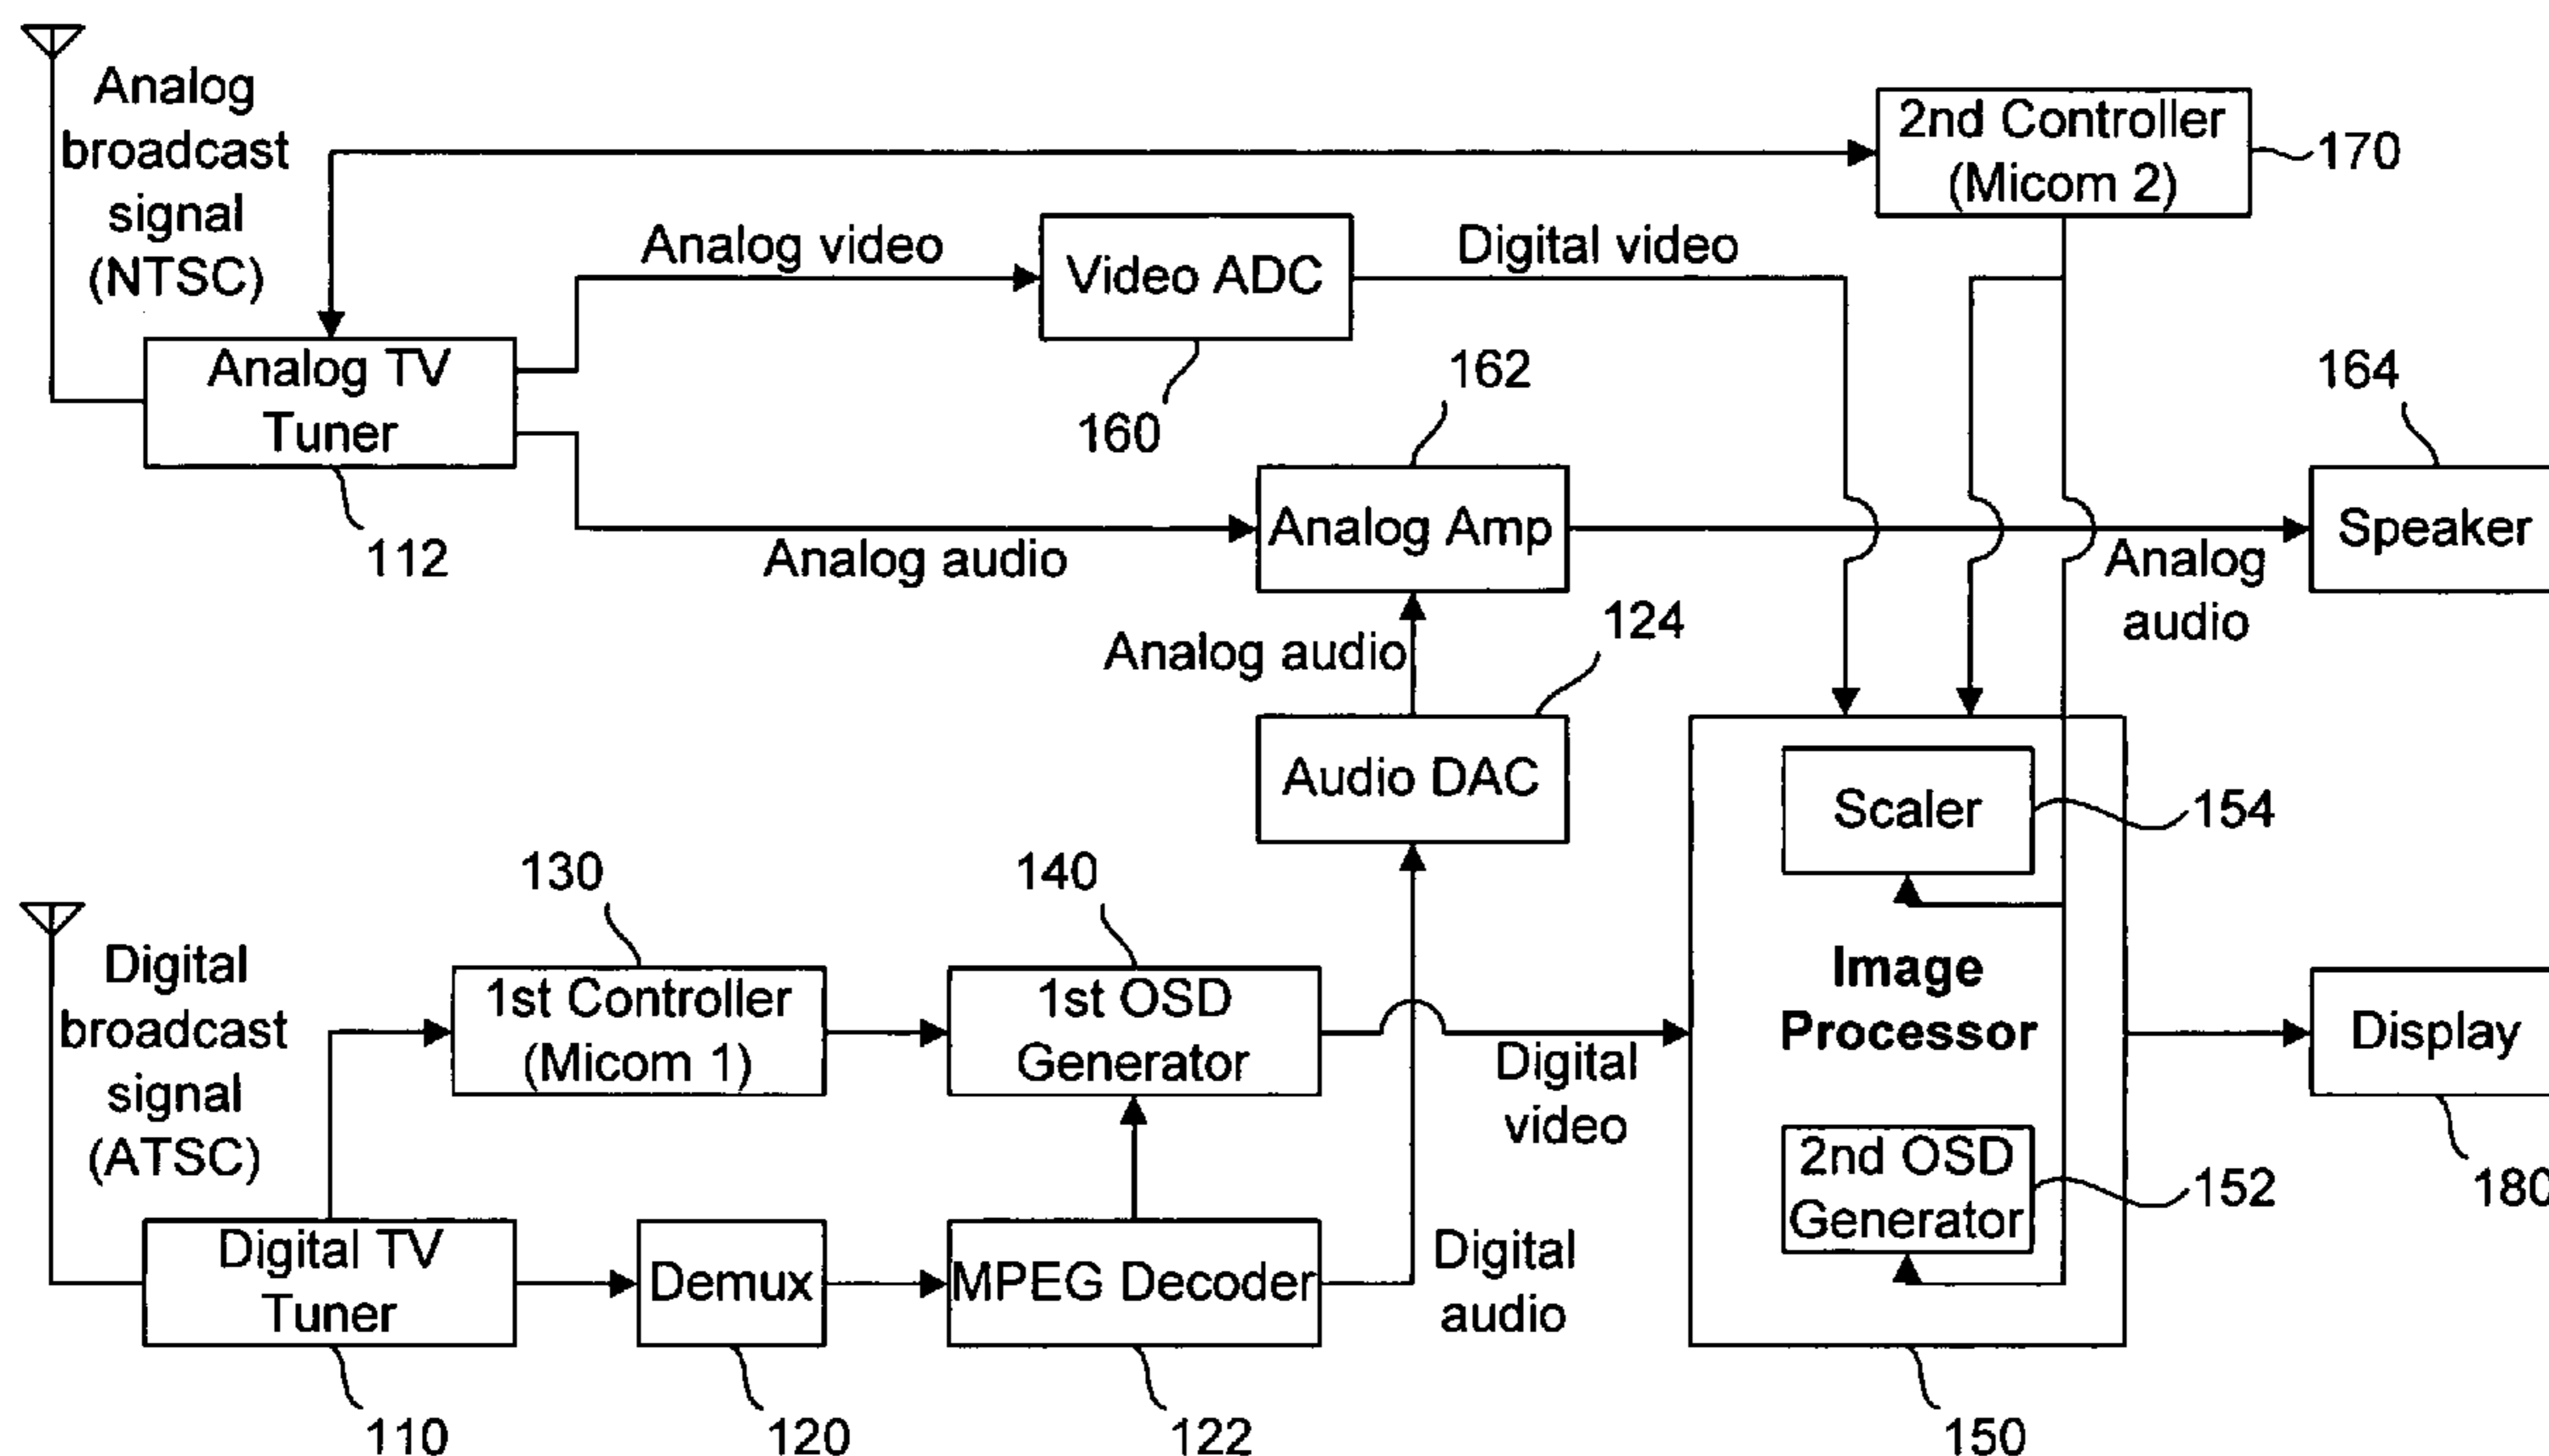 Analog
broadcast
signal
(NTSC)
2nd Controller
(Micom 2)
170
Analog video
Video ADC
Digital video
160
Analog TV
Tuner
112
162
164
Analog Amp
Speaker
Analog audio
Analog
audio
124
Analog audio
Audio DAC
Scaler
154
130
140
Digital
broadcast
signal
(ATSC)
1st Controller
(Micom 1)
1st OSD
Generator
Digital
video
Image
Processor
Display
180
2nd OSD
Generator
152
Digital TV
Tuner
Demux
MPEG Decoder
Digital
audio
110
120
122
150